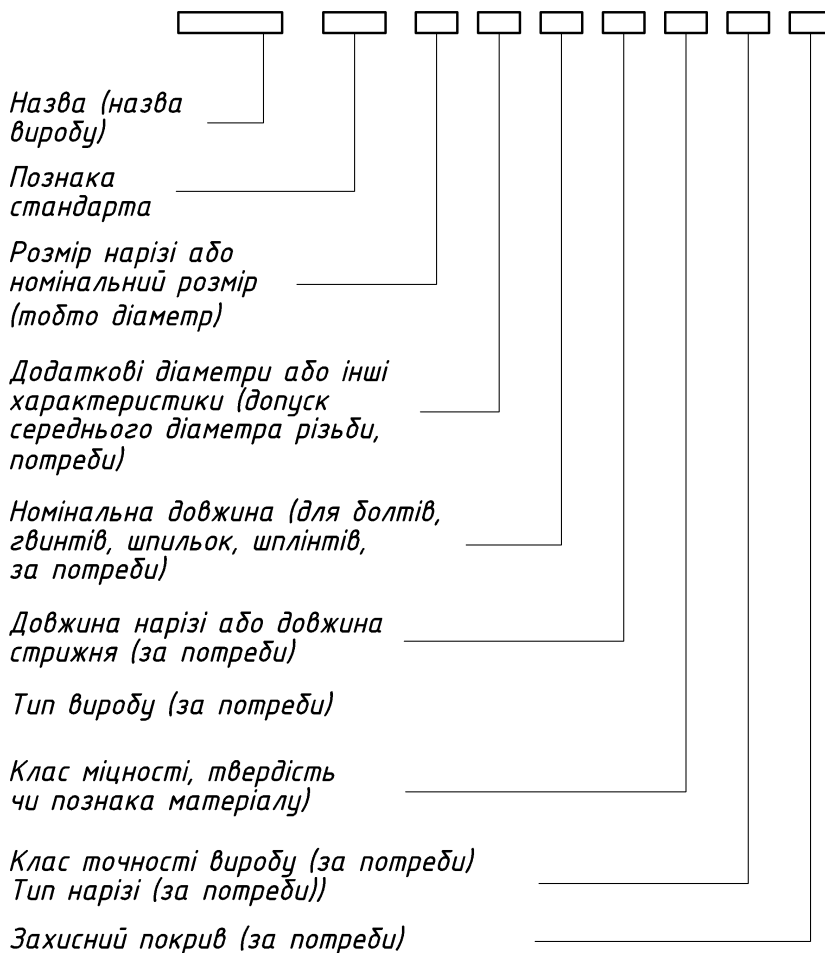 Назва (назва
виробу)
Познака
стандарта
Розмір нарізі або
номінальний розмір
(тобто діаметр)
Додаткові діаметри або інші
характеристики (допуск
середнього діаметра різьби,
потреби)
Номінальна довжина (для болтів,
гвинтів, шпильок, шплінтів,
за потреби)
Довжина нарізі або довжина
стрижня (за потреби)
Тип виробу (за потреби)
Клас міцності, твердість
чи познака матеріалу)
Клас точності виробу (за потреби)
Тип нарізі (за потреби))
Захисний покрив (за потреби)